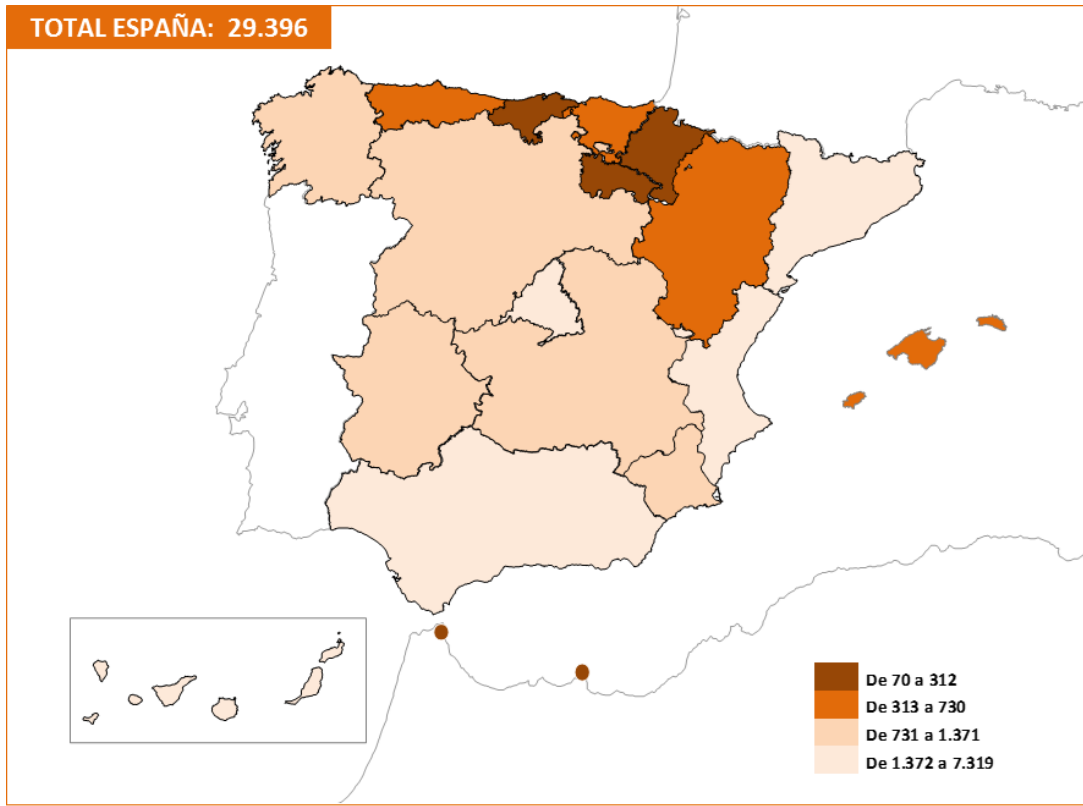 TOTAL ESPAÑA: 29.396
De 70 a 312
De 313 a 730
De 731 a 1.371
De 1.372 a 7.319